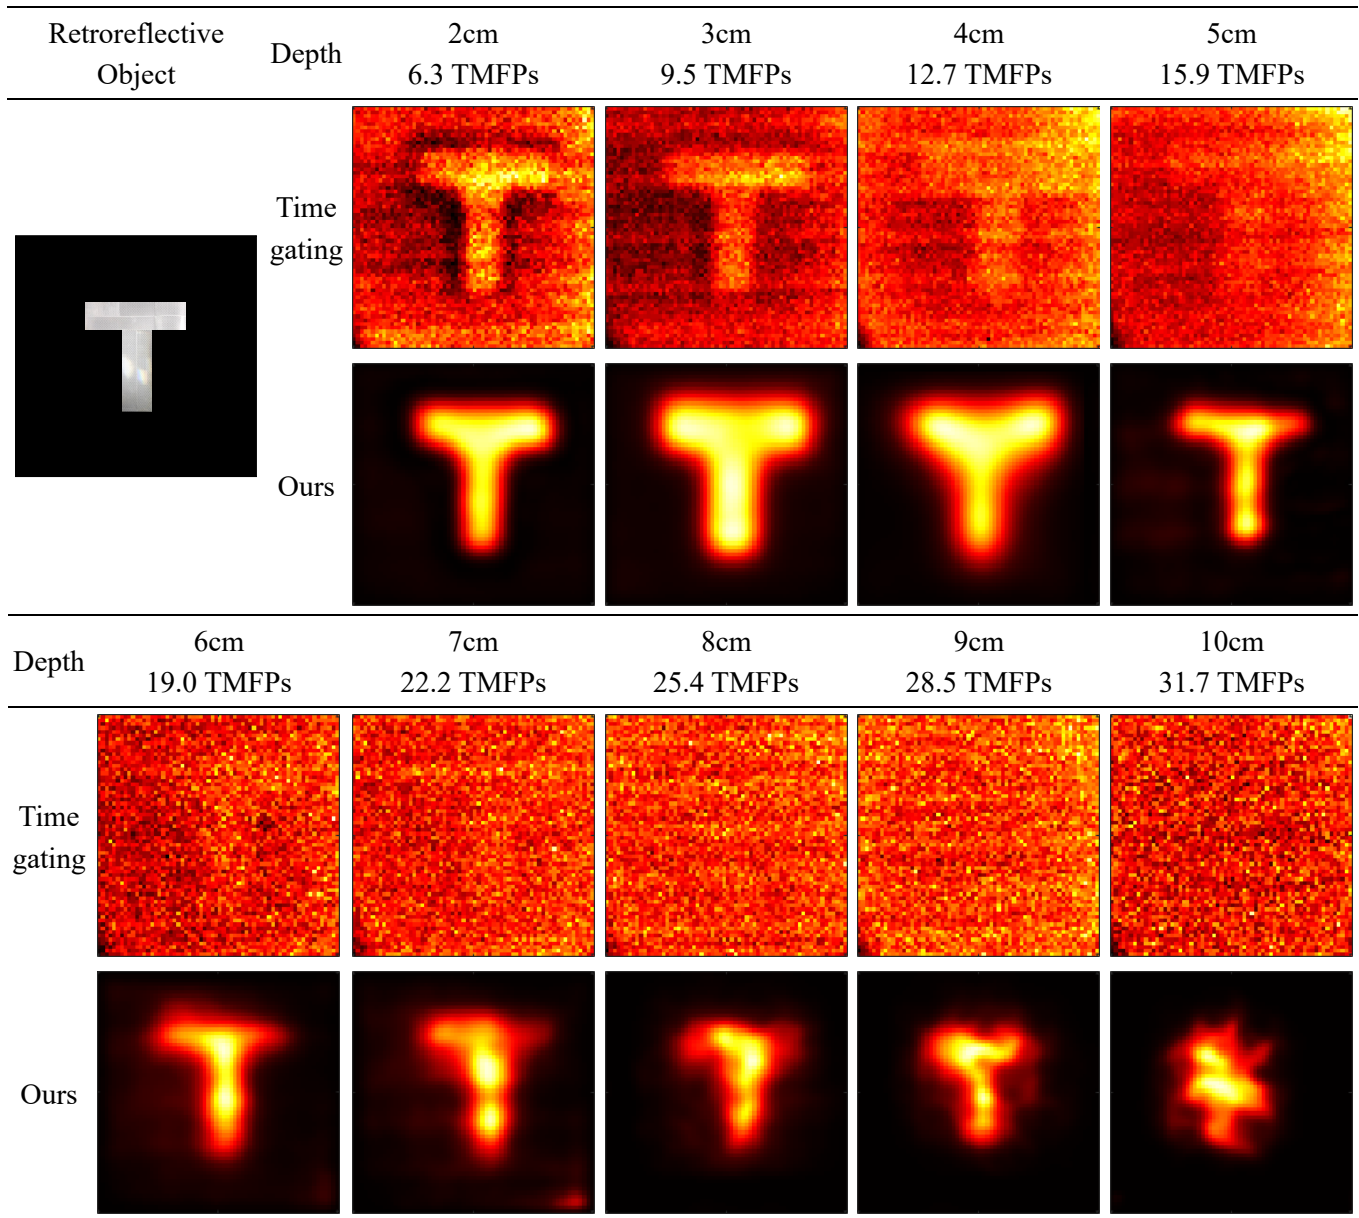 Retroreflective
Object
Depth
2cm
6.3 TMFPs
3cm
9.5 TMFPs
4cm
12.7 TMFPs
5cm
15.9 TMFPs
Time
gating
Ours
Depth
6cm
19.0 TMFPs
7cm
22.2 TMFPs
8cm
25.4 TMFPs
9cm
28.5 TMFPs
10cm
31.7 TMFPs
Time
gating
Ours